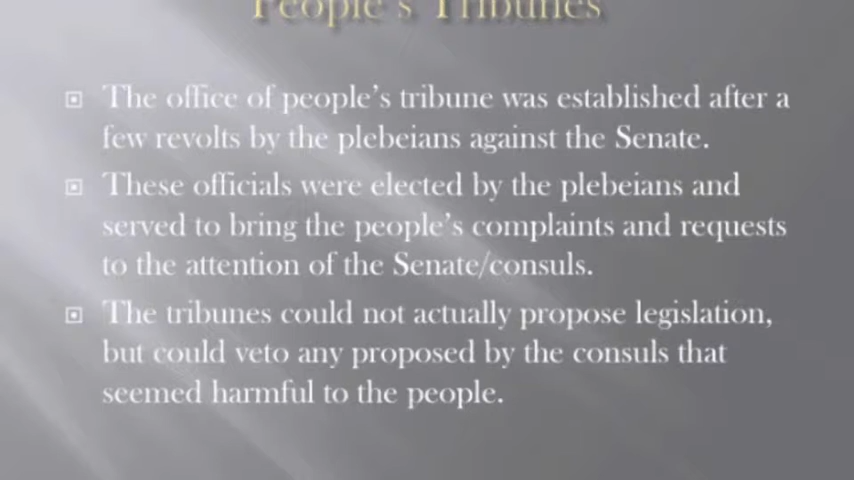 People's Tribunes
The office of people's tribune was established after a
few revolts by the plebeians against the Senate.
These officials were elected by the plebeians and
served to bring the people's complaints and requests
to the attention of the Senate/consuls.
The tribunes could not actually propose legislation,
but could veto any proposed by the consuls that
seemed harmful to the people.